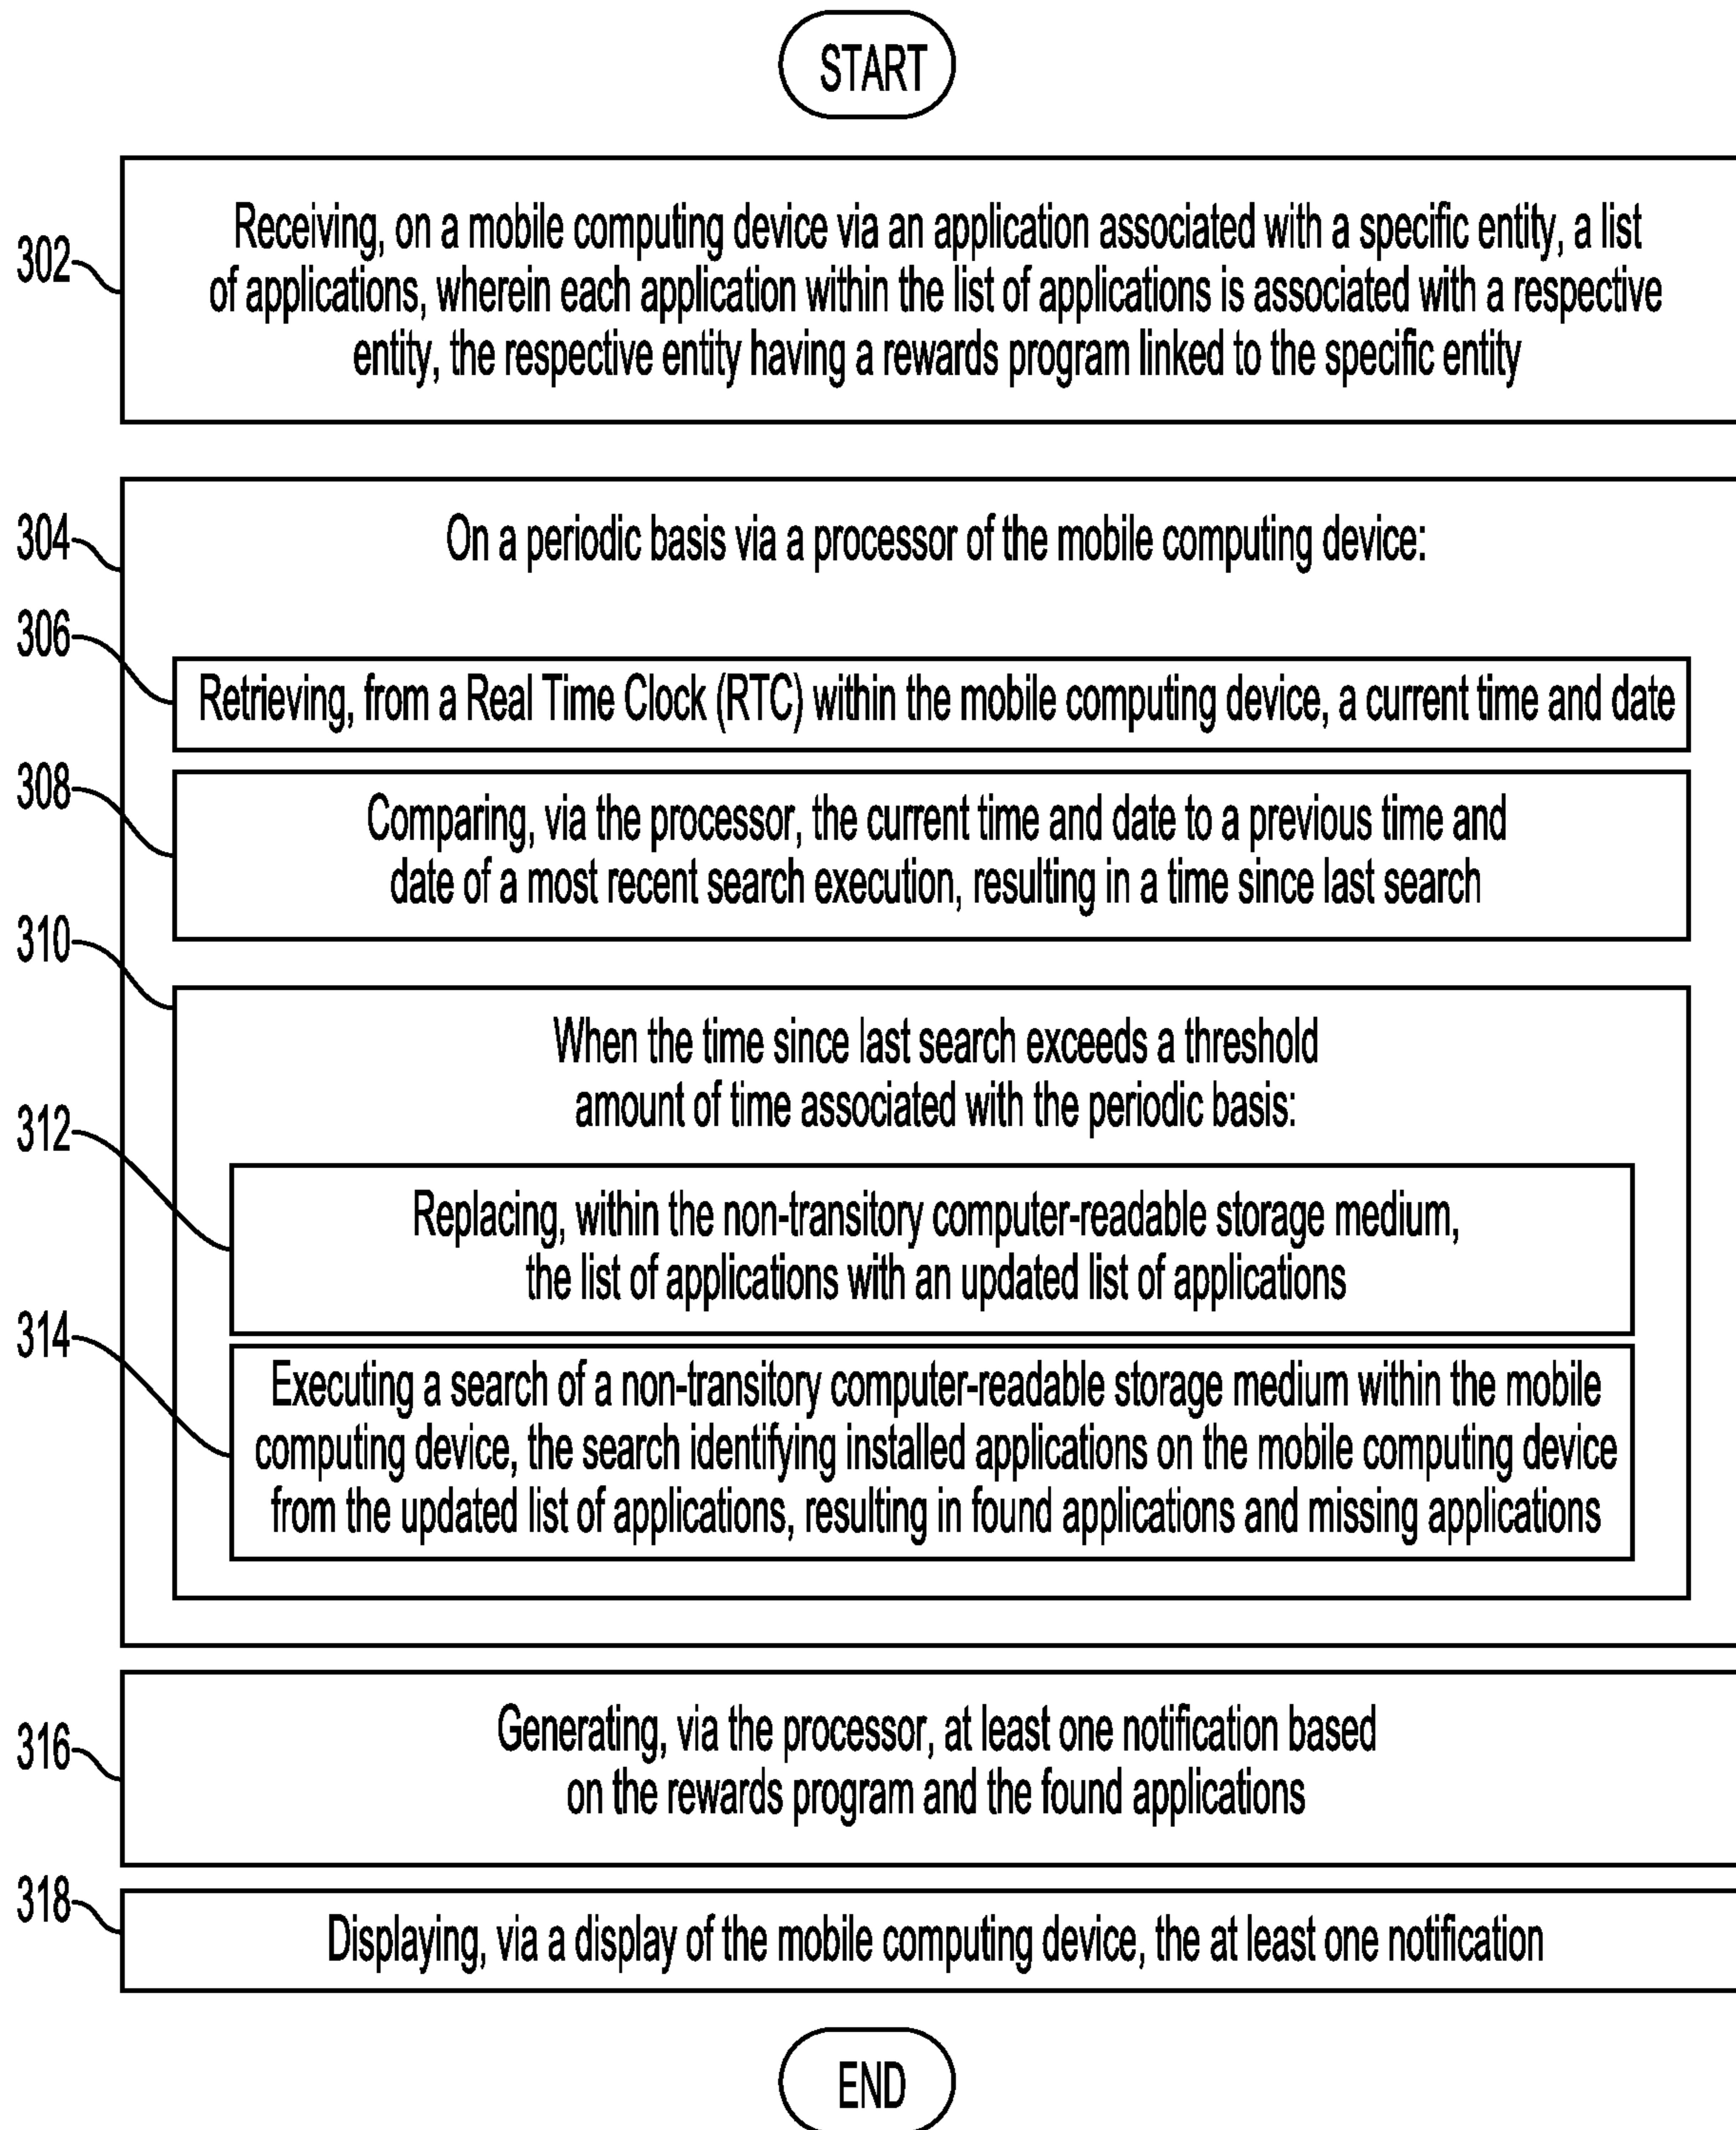 START
302
Receiving, on a mobile computing device via an application associated with a specific entity, a list
of applications, wherein each application within the list of applications is associated with a respective
entity, the respective entity having a rewards program linked to the specific entity
304
On a periodic basis via a processor of the mobile computing device:
306
Retrieving, from a Real Time Clock (RTC) within the mobile computing device, a current time and date
308
Comparing, via the processor, the current time and date to a previous time and
date of a most recent search execution, resulting in a time since last search
310
When the time since last search exceeds a threshold
amount of time associated with the periodic basis:
312
Replacing, within the non-transitory computer-readable storage medium,
the list of applications with an updated list of applications
314
Executing a search of a non-transitory computer-readable storage medium within the mobile
computing device, the search identifying installed applications on the mobile computing device
from the updated list of applications, resulting in found applications and missing applications
316
Generating, via the processor, at least one notification based
on the rewards program and the found applications
318
Displaying, via a display of the mobile computing device, the at least one notification
END